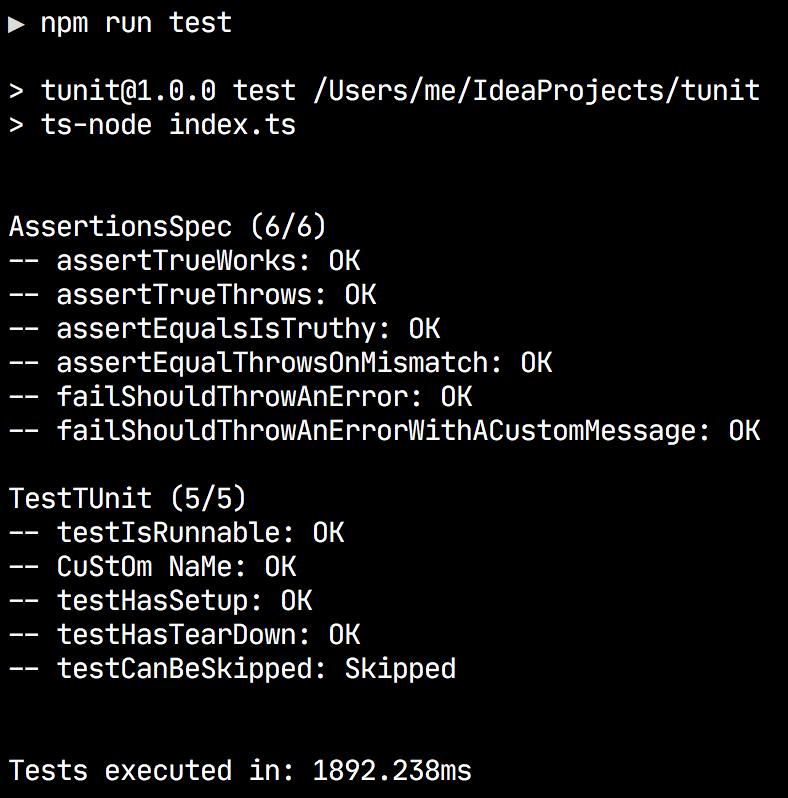 ▶ npm run test
> tunit@1.0.0 test /Users/me/IdeaProjects/tunit
> ts-node index.ts
AssertionsSpec (6/6)
-- assertTrueWorks: OK
-- assertTrueThrows: OK
-- assertEqualsIsTruthy: OK
-- assertEqualThrowsOnMismatch: OK
-- failShouldThrowAnError: OK
-- failShouldThrowAnErrorWithACustomMessage: OK
TestTUnit (5/5)
-- testIsRunnable: OK
-- CuStOm NaMe: OK
-- testHasSetup: OK
-- testHasTearDown: OK
-- testCanBeSkipped: Skipped
Tests executed in: 1892.238ms